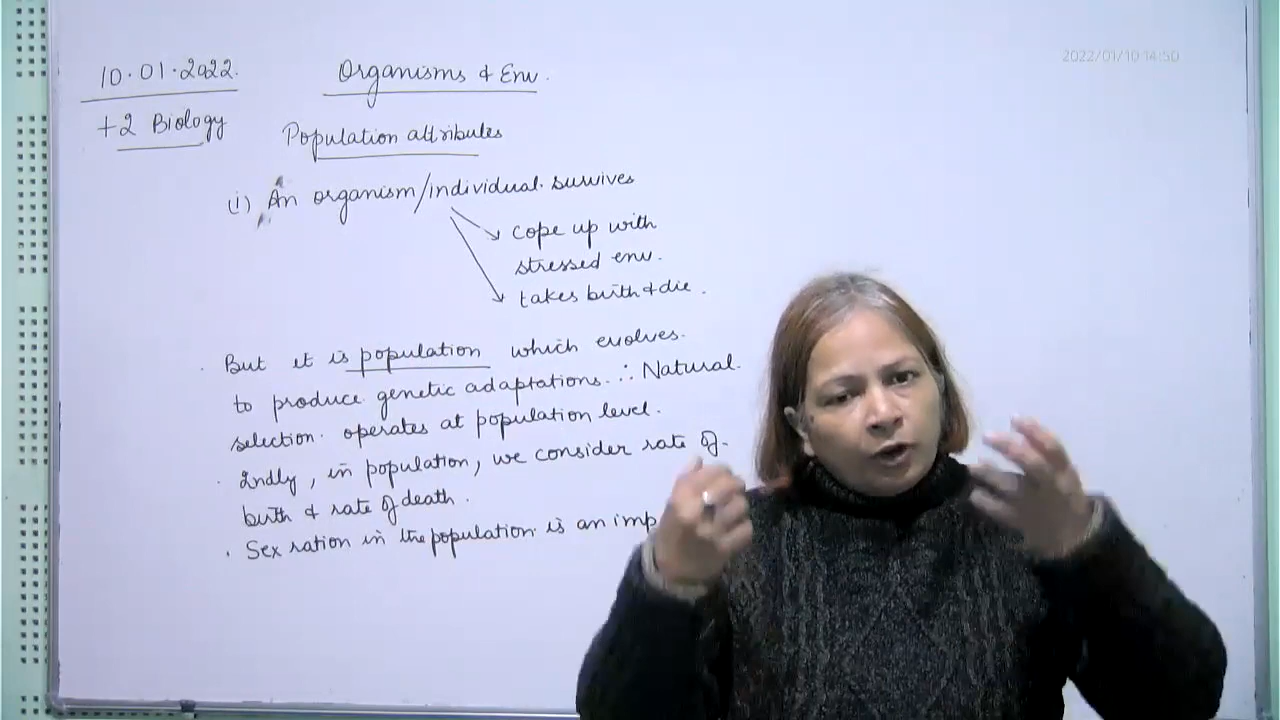 10.01.2022.
Organisms & Env.
2022/01/10 14:50
+2 Biology
Population attributes
(i) An organism/individual survives
cope up with
stressed env.
takes birth & die.
. But it is population which evolves.
to produce genetic adaptations. ∴ Natural
selection operates at population level.
. 2ndly, in population, we consider rate of
birth & rate of death.
. Sex ration in the population is an imp